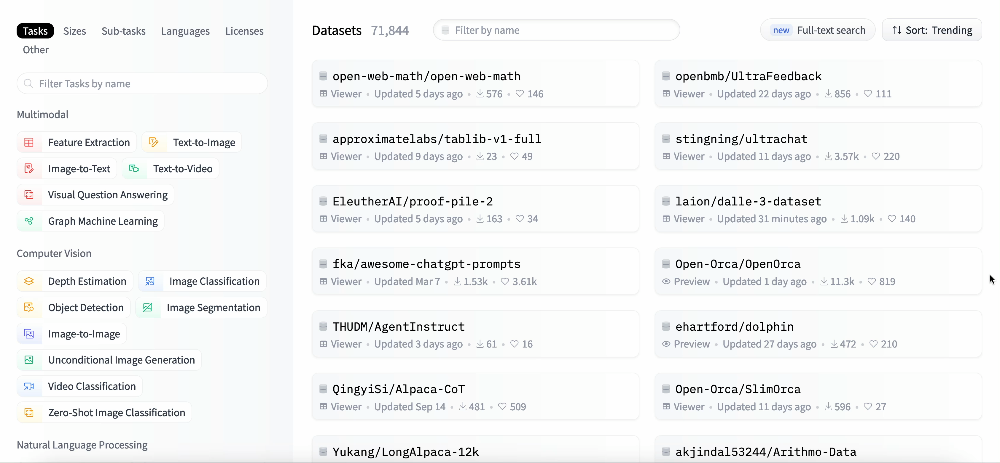 Tasks Sizes Sub-tasks Languages Licenses
Other
Filter Tasks by name
Multimodal
Feature Extraction Text-to-Image
Image-to-Text Text-to-Video
Visual Question Answering
Graph Machine Learning
Computer Vision
Depth Estimation Image Classification
Object Detection Image Segmentation
Image-to-Image
Unconditional Image Generation
Video Classification
Zero-Shot Image Classification
Natural Language Processing
Datasets 71,844 Filter by name new Full-text search Sort: Trending
open-web-math/open-web-math
Viewer • Updated 5 days ago • 576 • 146
openbmb/UltraFeedback
Viewer • Updated 22 days ago • 856 • 111
approximatelabs/tablib-v1-full
Viewer • Updated 9 days ago • 23 • 49
stingning/ultrachat
Viewer • Updated 11 days ago • 3.57k • 220
EleutherAI/proof-pile-2
Viewer • Updated 5 days ago • 163 • 34
laion/dalle-3-dataset
Viewer • Updated 31 minutes ago • 1.09k • 140
fka/awesome-chatgpt-prompts
Viewer • Updated Mar 7 • 1.53k • 3.61k
Open-Orca/OpenOrca
Preview • Updated 1 day ago • 11.3k • 819
THUDM/AgentInstruct
Viewer • Updated 3 days ago • 61 • 16
ehartford/dolphin
Preview • Updated 27 days ago • 472 • 210
QingyiSi/Alpaca-CoT
Viewer • Updated Sep 14 • 481 • 509
Open-Orca/SlimOrca
Viewer • Updated 11 days ago • 596 • 27
Yukang/LongAlpaca-12k
akjindal53244/Arithmo-Data